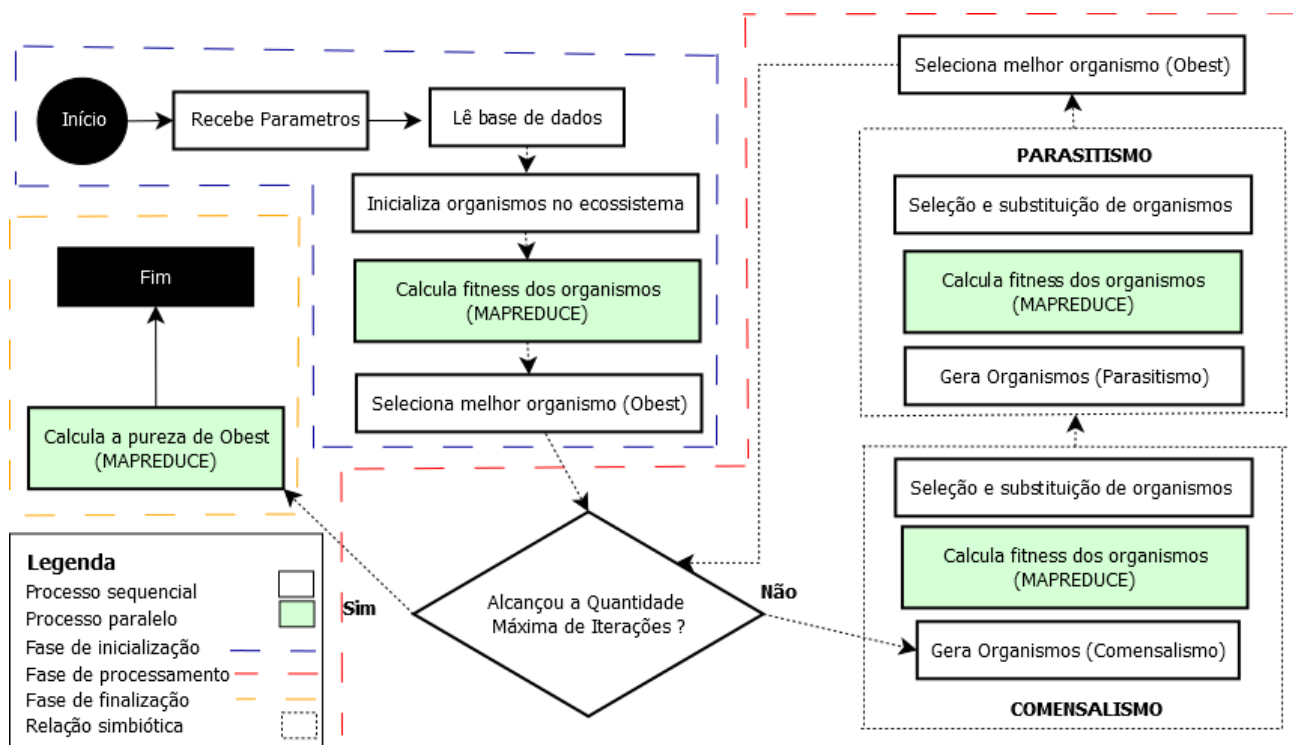 Início
Recebe Parametros
Lê base de dados
Inicializa organismos no ecossistema
Calcula fitness dos organismos
(MAPREDUCE)
Seleciona melhor organismo (Obest)
Alcançou a Quantidade
Máxima de Iterações ?
Não
Gera Organismos (Comensalismo)
Calcula fitness dos organismos
(MAPREDUCE)
Seleção e substituição de organismos
COMENSALISMO
Gera Organismos (Parasitismo)
Calcula fitness dos organismos
(MAPREDUCE)
Seleção e substituição de organismos
PARASITISMO
Seleciona melhor organismo (Obest)
Sim
Calcula a pureza de Obest
(MAPREDUCE)
Fim
Legenda
Processo sequencial
Processo paralelo
Fase de inicialização
Fase de processamento
Fase de finalização
Relação simbiótica